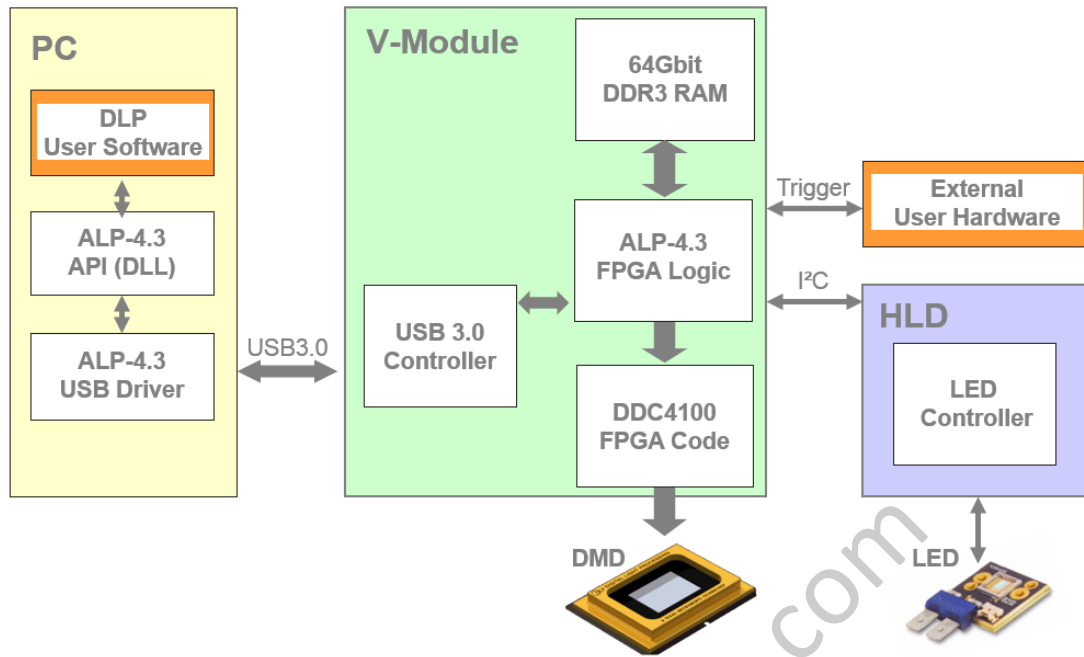 PC
DLP
User Software
ALP-4.3
API (DLL)
ALP-4.3
USB Driver
USB3.0
V-Module
64Gbit
DDR3 RAM
ALP-4.3
FPGA Logic
USB 3.0
Controller
DDC4100
FPGA Code
Trigger
External
User Hardware
I²C
HLD
LED
Controller
DMD
LED
com